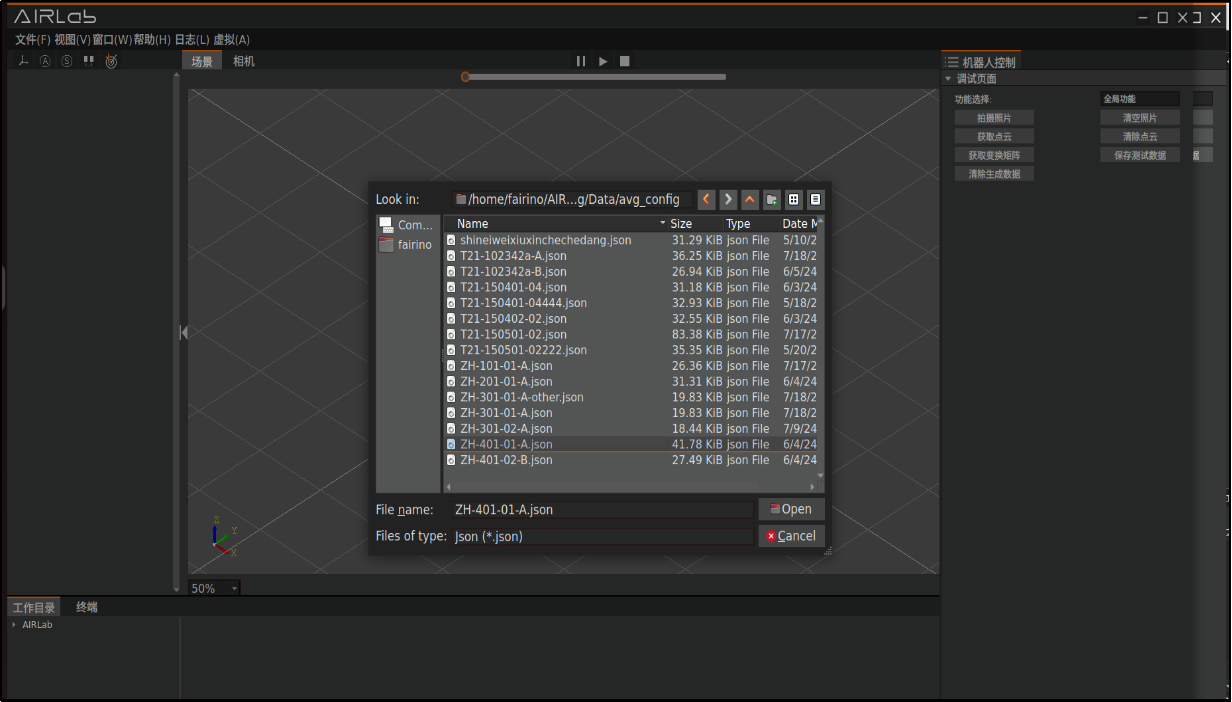 AIRLab
文件(F) 视图(V) 窗口(W) 帮助(H) 日志(L) 虚拟(A)
场景 相机
机器人控制
调试页面
功能选择: 全局功能
拍摄照片 清空照片
获取点云 清除点云
获取变换矩阵 保存测试数据 据
清除生成数据
Look in: /home/fairino/AIR...g/Data/avg_config
Com...
fairino
Name Size Type Date M
shineiweixiuxinchechedang.json 31.29 KiB json File 5/10/2
T21-102342a-A.json 36.25 KiB json File 7/18/2
T21-102342a-B.json 26.94 KiB json File 6/5/24
T21-150401-04.json 31.18 KiB json File 6/3/24
T21-150401-04444.json 32.93 KiB json File 5/18/2
T21-150402-02.json 32.55 KiB json File 6/3/24
T21-150501-02.json 83.38 KiB json File 7/17/2
T21-150501-02222.json 35.35 KiB json File 5/20/2
ZH-101-01-A.json 26.36 KiB json File 7/17/2
ZH-201-01-A.json 31.31 KiB json File 6/4/24
ZH-301-01-A-other.json 19.83 KiB json File 7/18/2
ZH-301-01-A.json 19.83 KiB json File 7/18/2
ZH-301-02-A.json 18.44 KiB json File 7/9/24
ZH-401-01-A.json 41.78 KiB json File 6/4/24
ZH-401-02-B.json 27.49 KiB json File 6/4/24
File name: ZH-401-01-A.json Open
Files of type: Json (*.json) Cancel
Z
Y
X
50%
工作目录 终端
AIRLab